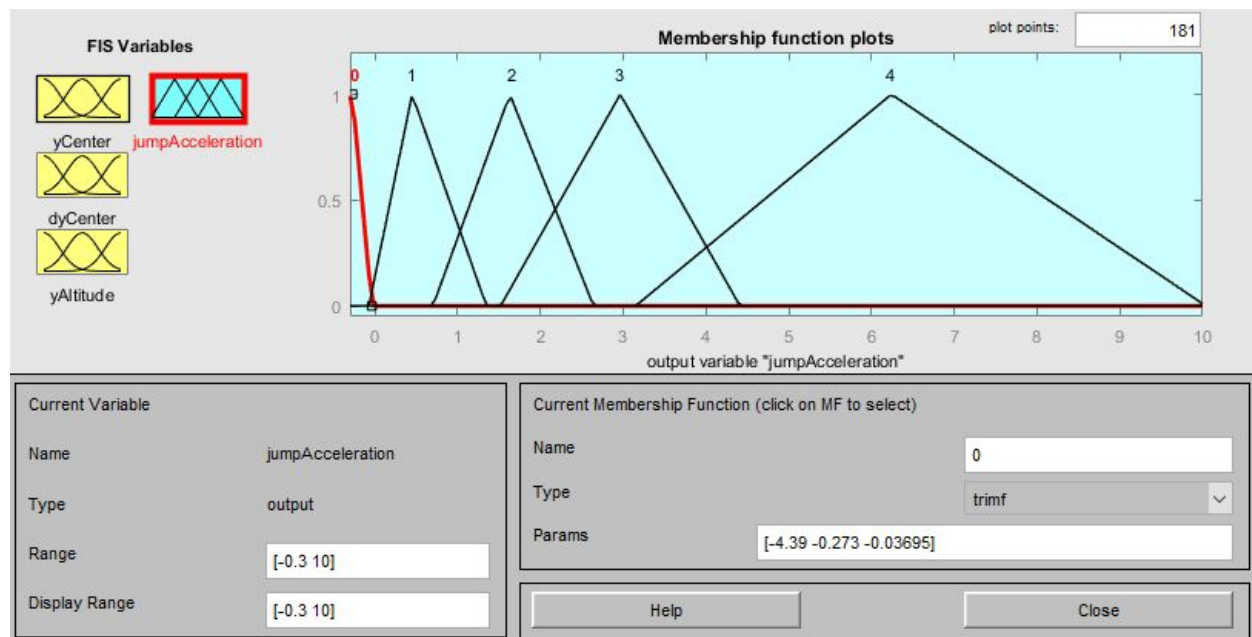 FIS Variables
Membership function plots
plot points:
181
yCenter
jumpAcceleration
dyCenter
yAltitude
0
1
2
3
4
1
0.5
0
0
1
2
3
4
5
6
7
8
9
10
output variable "jumpAcceleration"
Current Variable
Name
jumpAcceleration
Type
output
Range
[-0.3 10]
Display Range
[-0.3 10]
Current Membership Function (click on MF to select)
Name
0
Type
trimf
Params
[-4.39 -0.273 -0.03695]
Help
Close